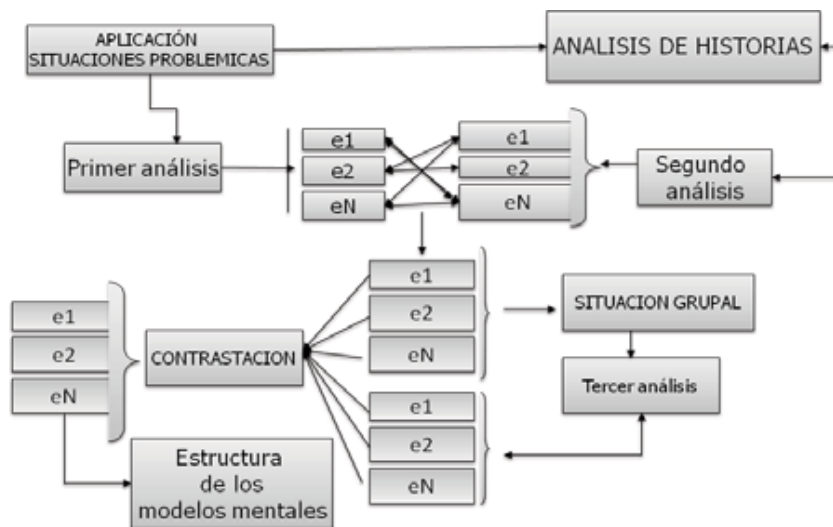 APLICACIÓN
SITUACIONES PROBLEMICAS
ANALISIS DE HISTORIAS
Primer análisis
e1
e2
eN
e1
e2
eN
Segundo
análisis
e1
e2
eN
CONTRASTACION
e1
e2
eN
SITUACION GRUPAL
Tercer análisis
e1
e2
eN
Estructura
de los
modelos mentales